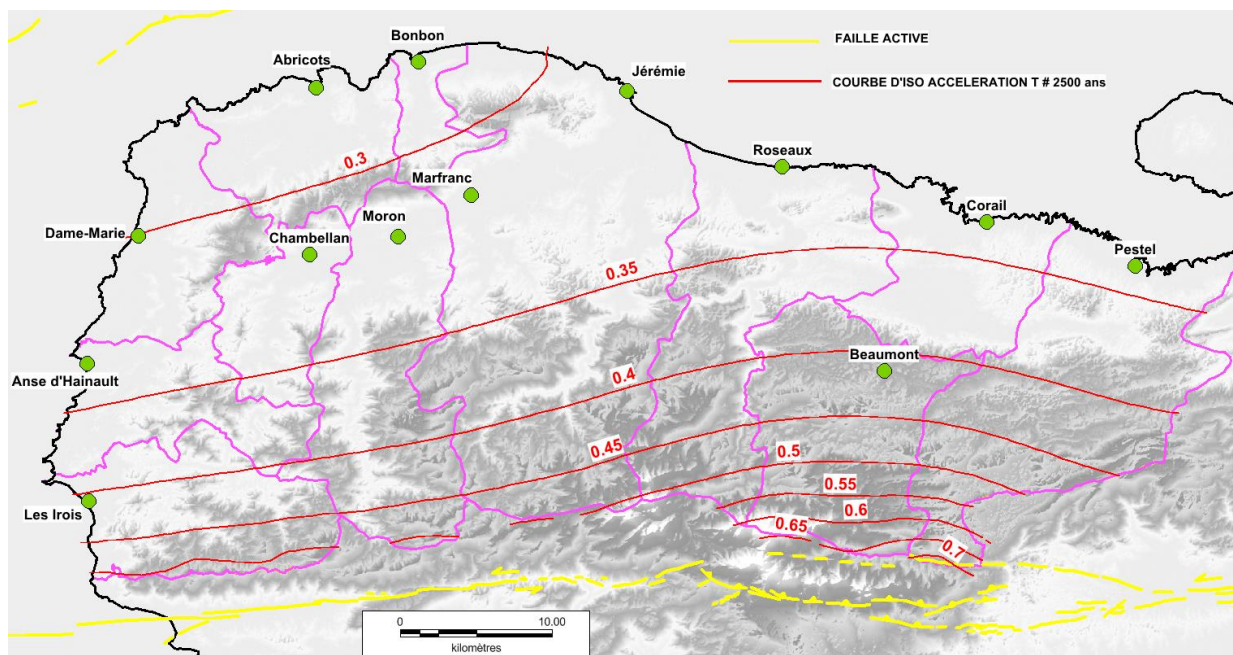 Bonbon
Abricots
Jérémie
FAILLE ACTIVE
COURBE D'ISO ACCELERATION T # 2500 ans
0.3
Roseaux
Marfranc
Moron
Corail
Dame-Marie
Chambellan
Pestel
0.35
Anse d'Hainault
Beaumont
0.4
0.45
0.5
0.55
Les Irois
0.6
0.65
0.7
0 10.00
kilomètres